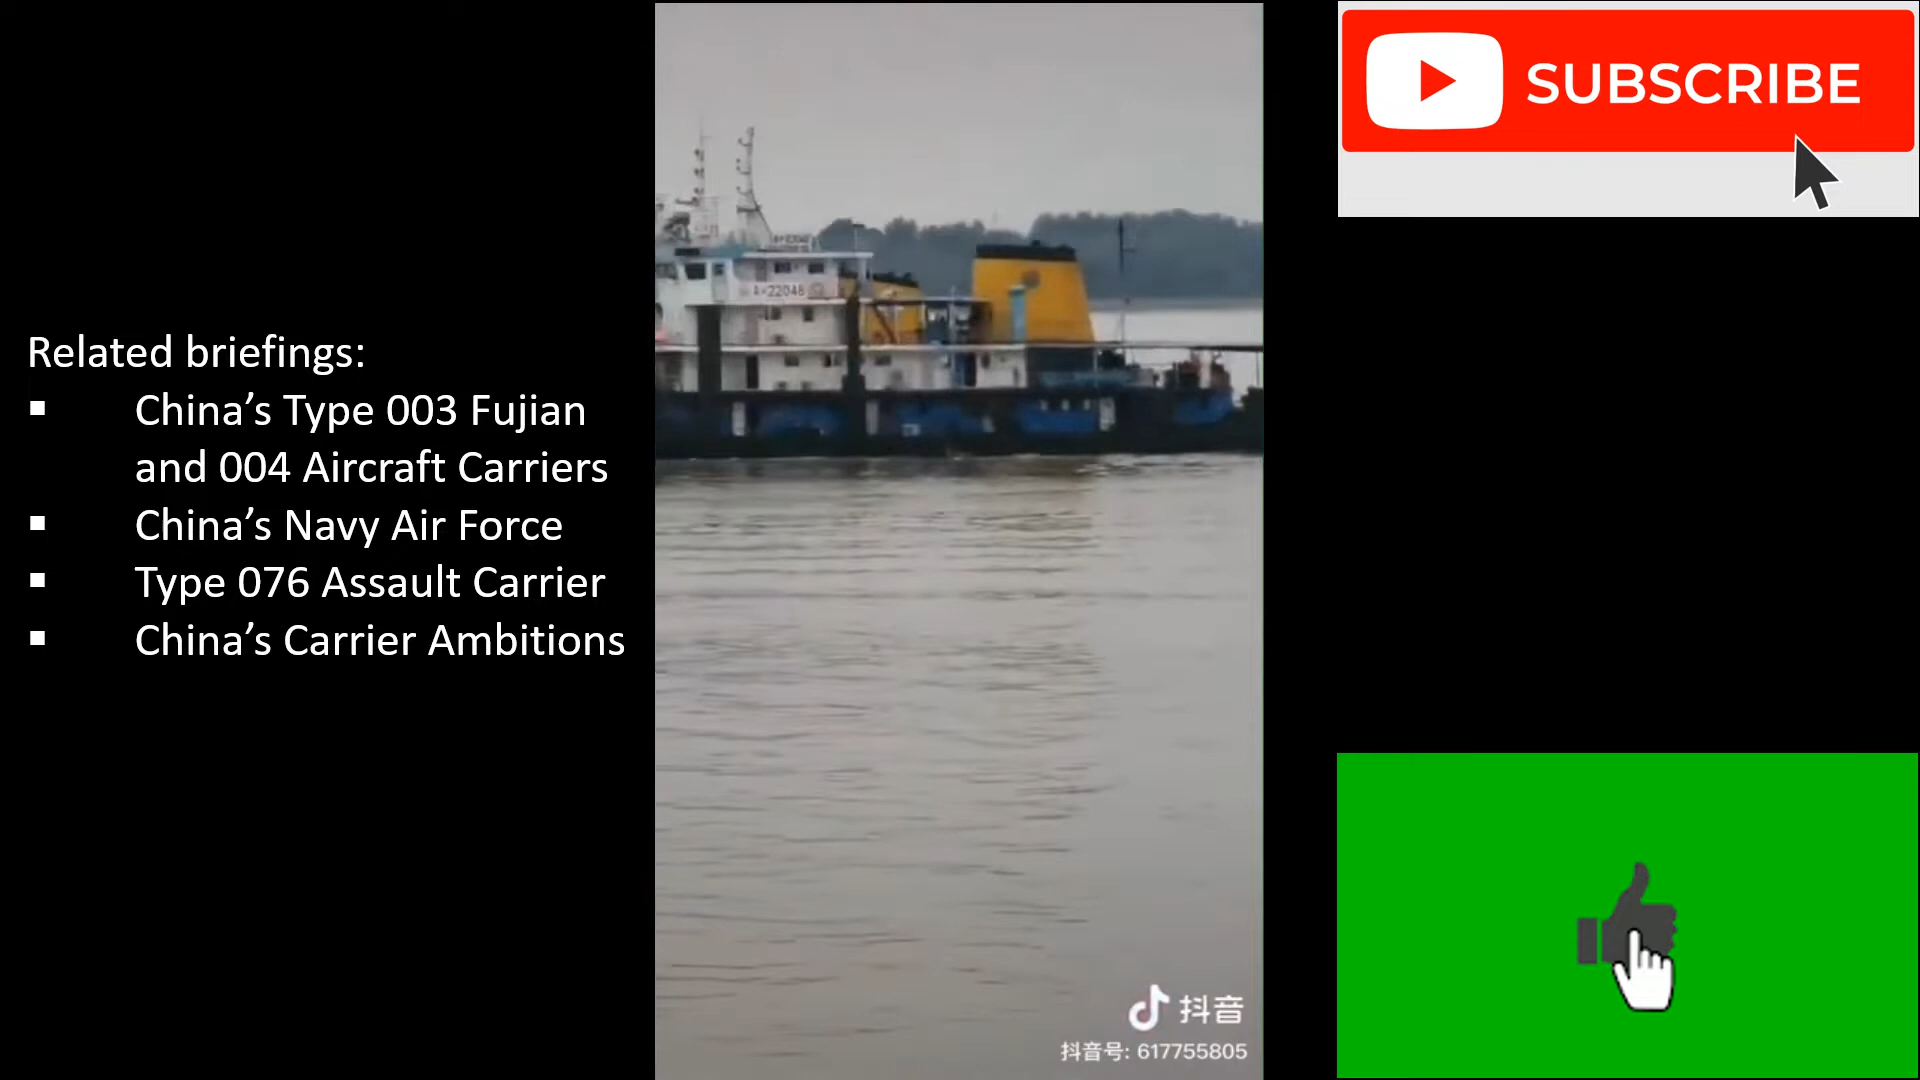 Related briefings:
▪ China’s Type 003 Fujian
and 004 Aircraft Carriers
▪ China’s Navy Air Force
▪ Type 076 Assault Carrier
▪ China’s Carrier Ambitions
SUBSCRIBE
抖音
抖音号: 617755805